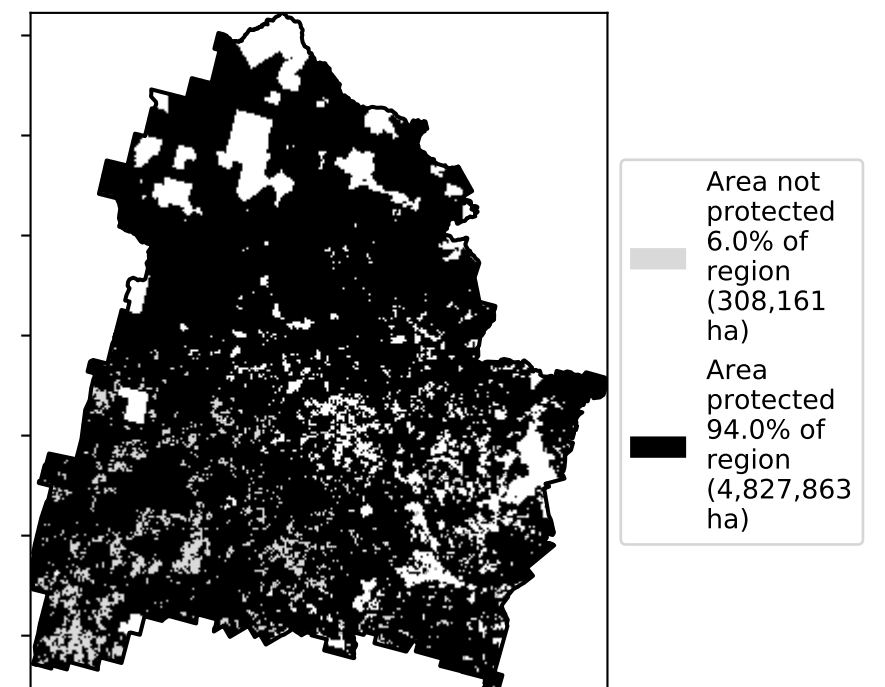 Area not
protected
6.0% of
region
(308,161
ha)
Area
protected
94.0% of
region
(4,827,863
ha)